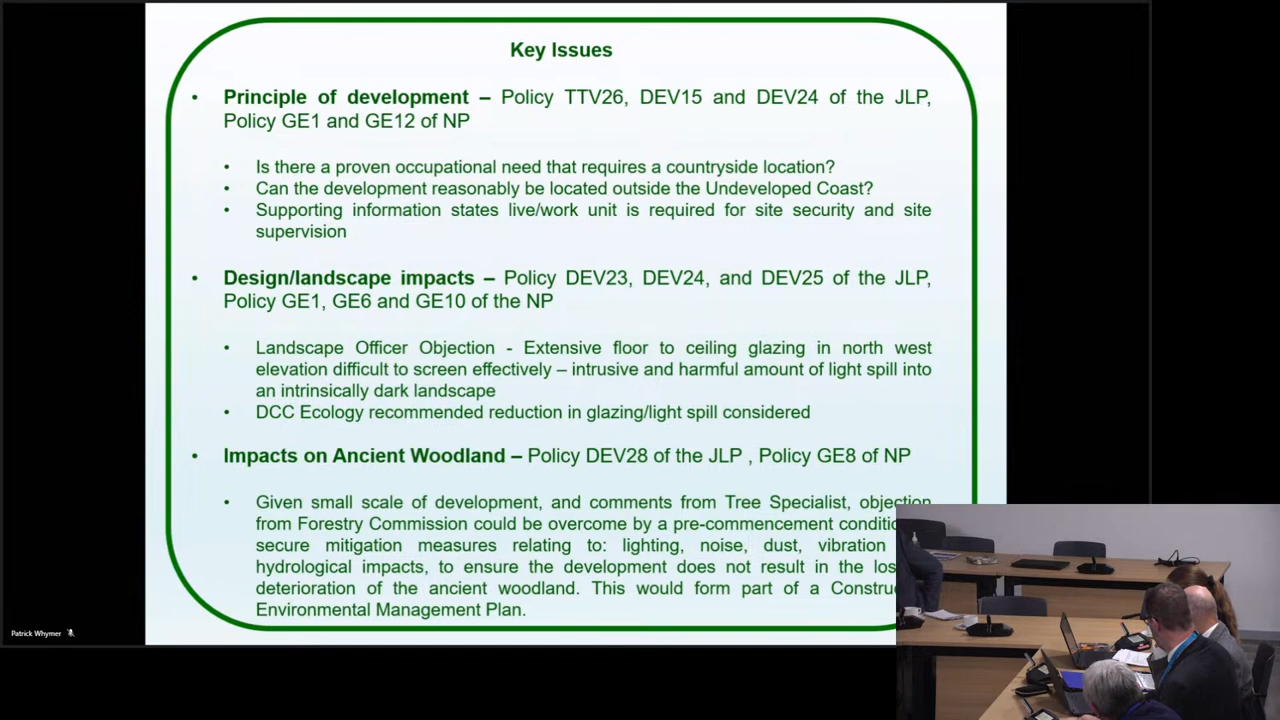 Key Issues
• Principle of development – Policy TTV26, DEV15 and DEV24 of the JLP,
Policy GE1 and GE12 of NP
• Is there a proven occupational need that requires a countryside location?
• Can the development reasonably be located outside the Undeveloped Coast?
• Supporting information states live/work unit is required for site security and site
supervision
• Design/landscape impacts – Policy DEV23, DEV24, and DEV25 of the JLP,
Policy GE1, GE6 and GE10 of the NP
• Landscape Officer Objection - Extensive floor to ceiling glazing in north west
elevation difficult to screen effectively – intrusive and harmful amount of light spill into
an intrinsically dark landscape
• DCC Ecology recommended reduction in glazing/light spill considered
• Impacts on Ancient Woodland – Policy DEV28 of the JLP , Policy GE8 of NP
• Given small scale of development, and comments from Tree Specialist, objection
from Forestry Commission could be overcome by a pre-commencement
secure mitigation measures relating to: lighting, noise, dust, vibration
hydrological impacts, to ensure the development does not result in the
deterioration of the ancient woodland. This would form part of a
Environmental Management Plan.
Patrick Whymer